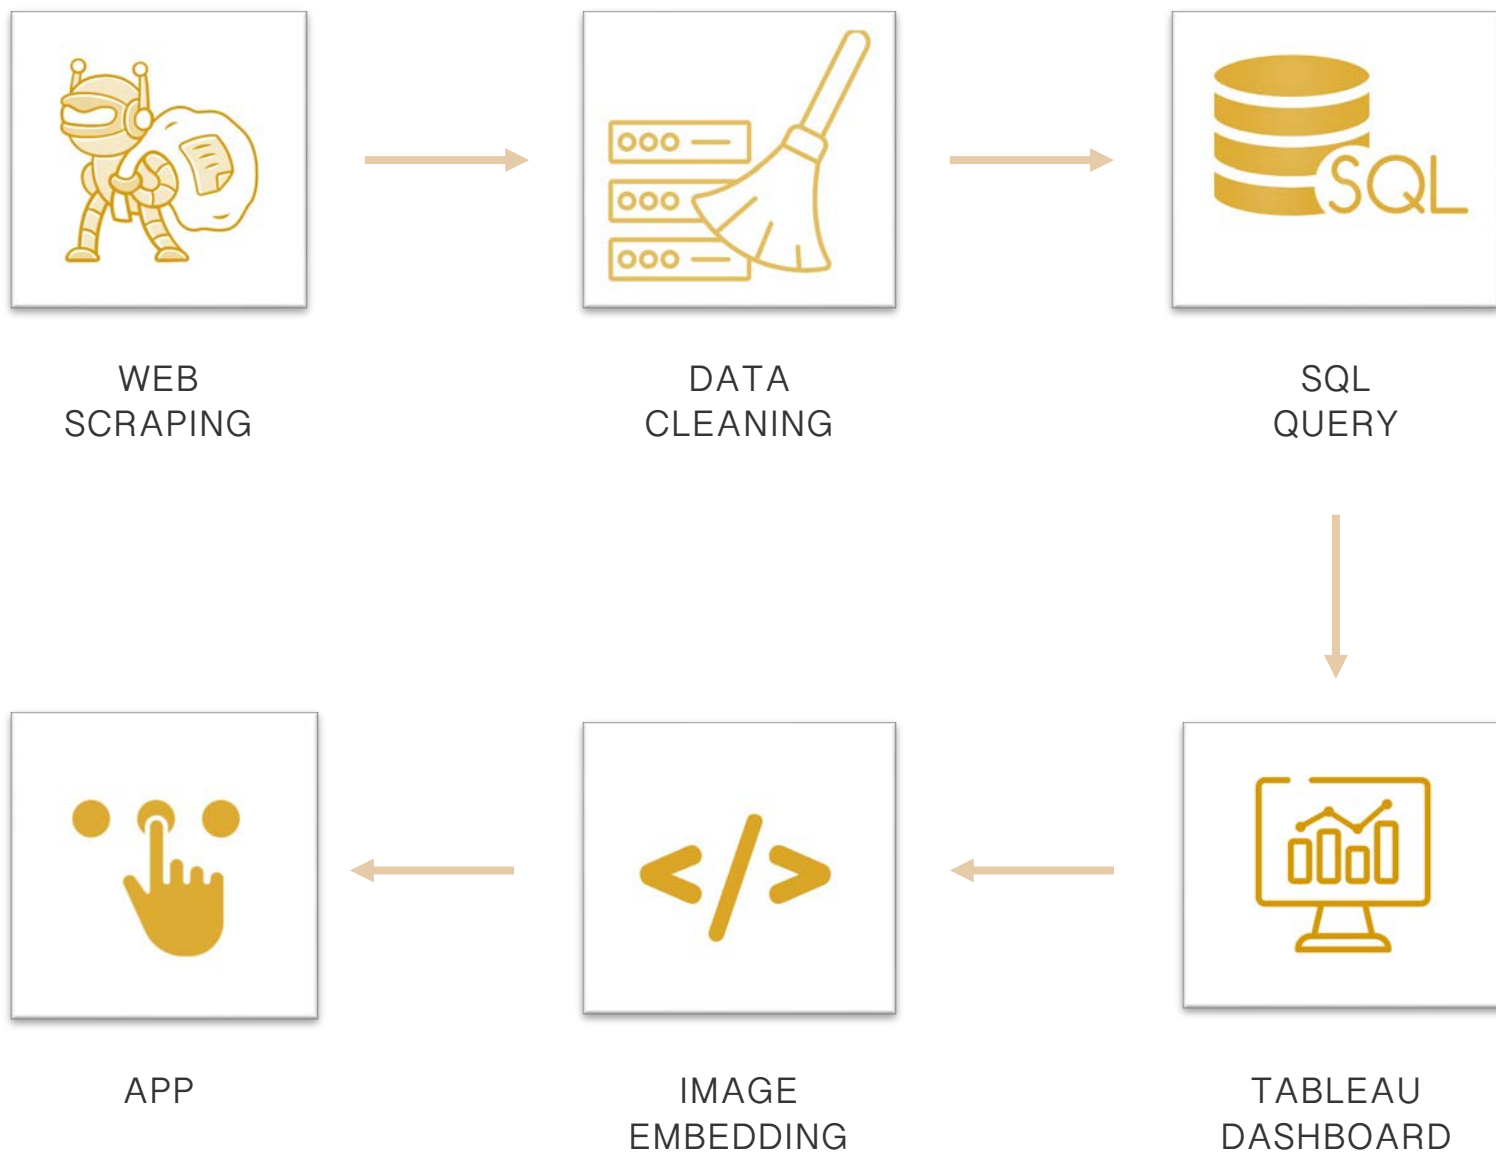 SQL
WEB
SCRAPING
DATA
CLEANING
SQL
QUERY
APP
IMAGE
EMBEDDING
TABLEAU
DASHBOARD